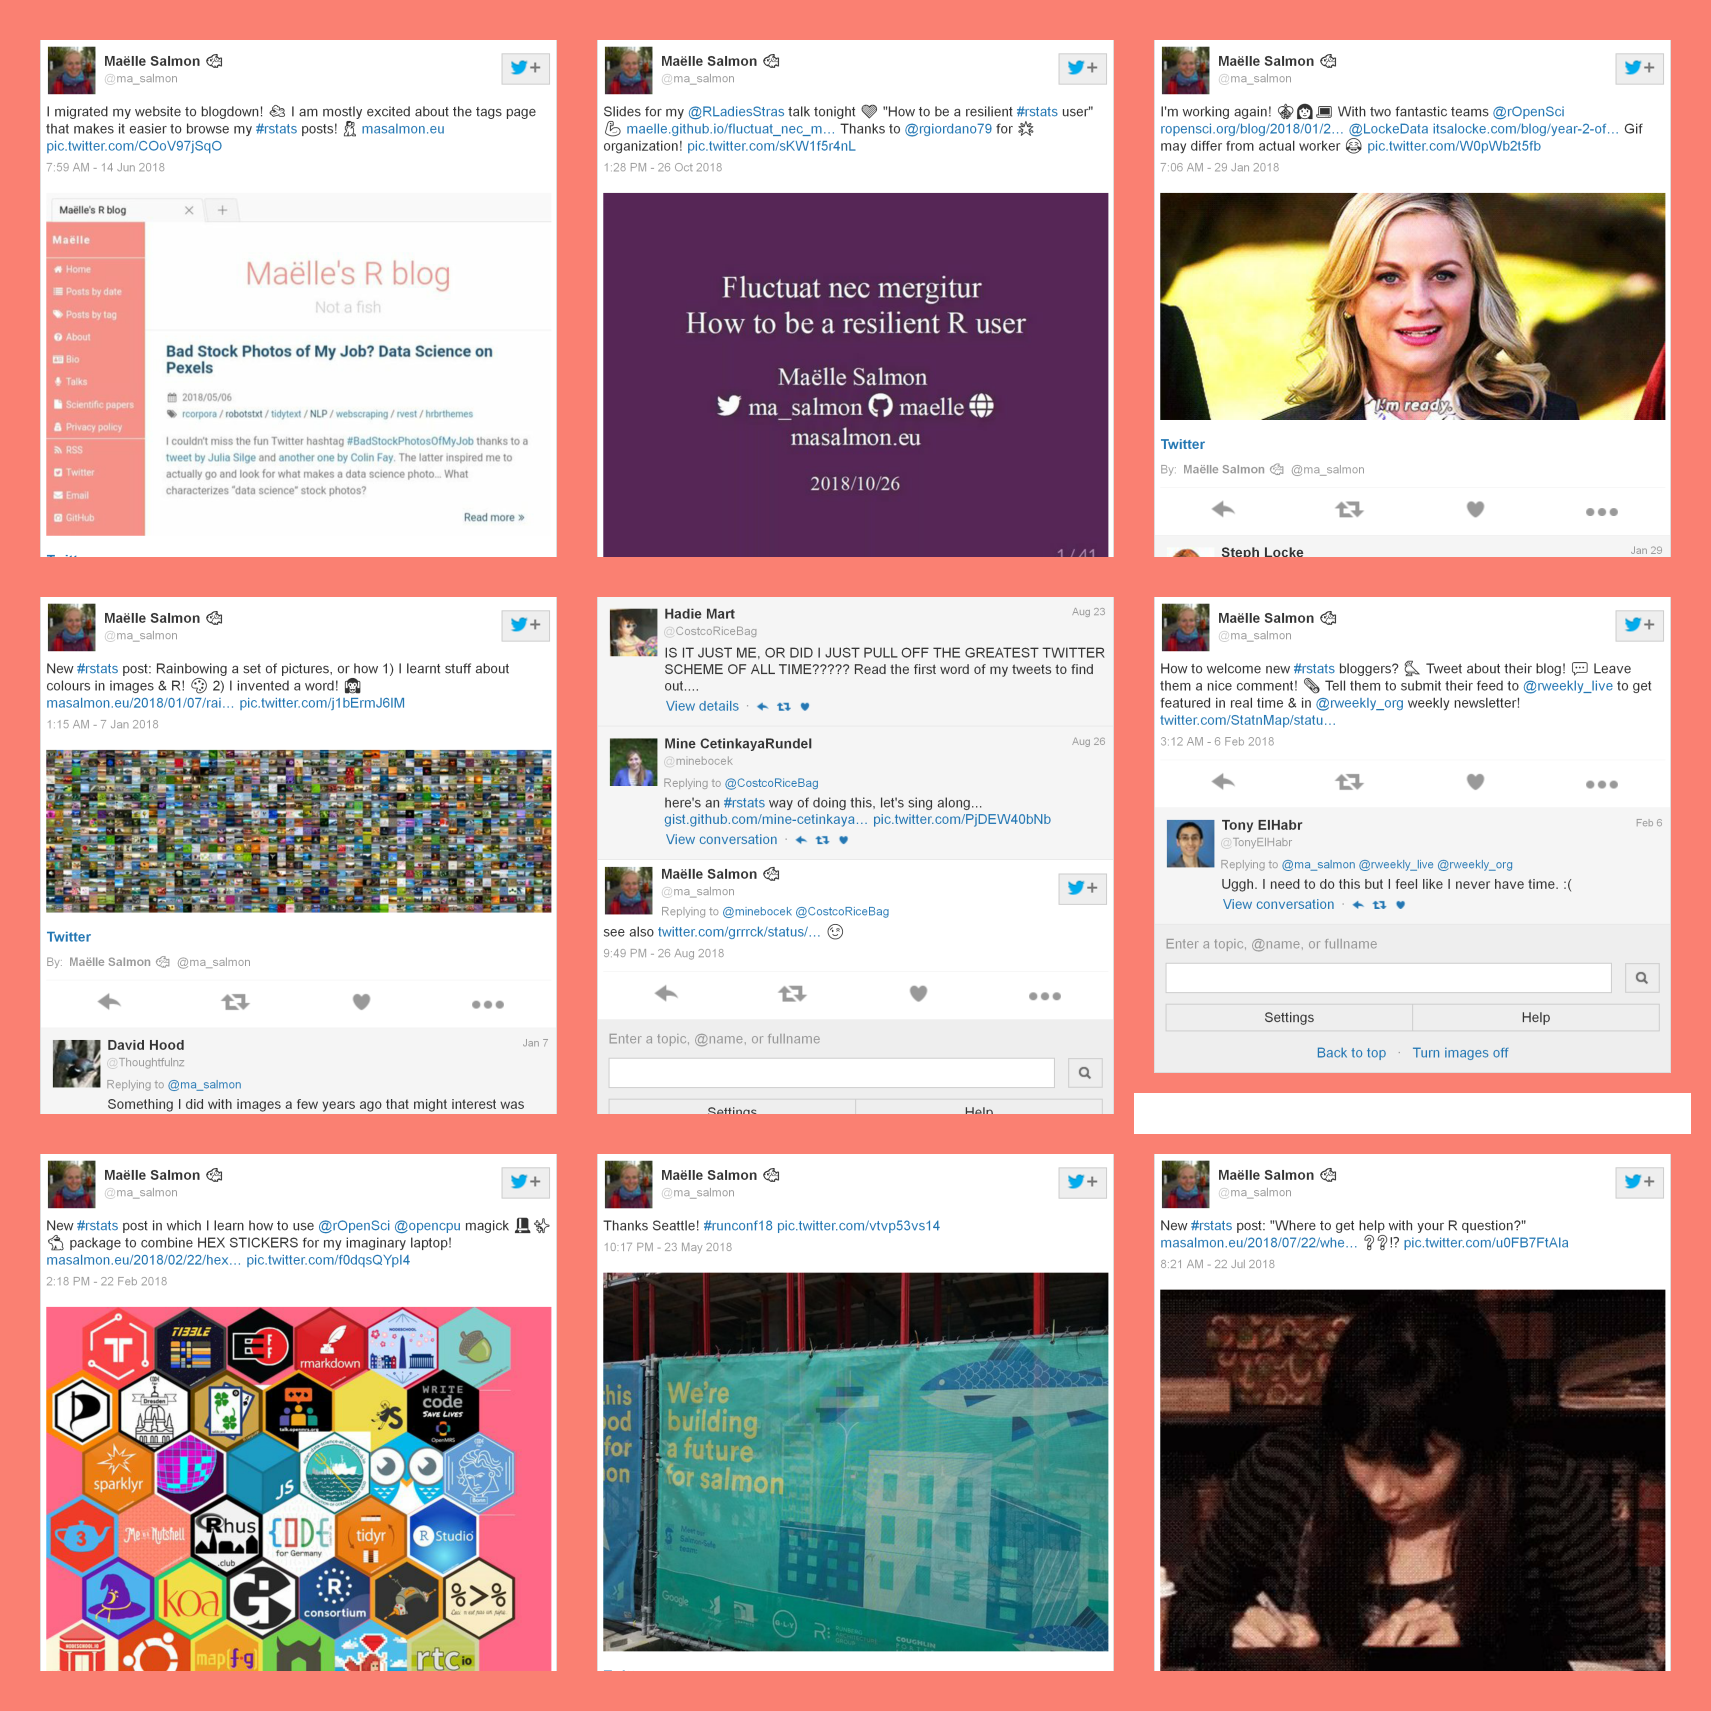 Maëlle Salmon
@ma_salmon
I migrated my website to blogdown! I am mostly excited about the tags page
that makes it easier to browse my #rstats posts! masalmon.eu
pic.twitter.com/COoV97jSqO
7:59 AM - 14 Jun 2018
Maëlle's R blog
Maëlle
Home
Posts by date
Posts by tag
About
Bio
Talks
Scientific papers
Privacy policy
RSS
Twitter
Email
GitHub
Maëlle's R blog
Not a fish
Bad Stock Photos of My Job? Data Science on
Pexels
2018/05/06
rcorpora / robotstxt / tidytext / NLP / webscraping / rvest / hrbrthemes
I couldn't miss the fun Twitter hashtag #BadStockPhotosOfMyJob thanks to a
tweet by Julia Silge and another one by Colin Fay. The latter inspired me to
actually go and look for what makes a data science photo... What
characterizes "data science" stock photos?
Read more »
Maëlle Salmon
@ma_salmon
Slides for my @RLadiesStras talk tonight "How to be a resilient #rstats user"
maelle.github.io/fluctuat_nec_m... Thanks to @rgiordano79 for
organization! pic.twitter.com/sKW1f5r4nL
1:28 PM - 26 Oct 2018
Fluctuat nec mergitur
How to be a resilient R user
Maëlle Salmon
ma_salmon maelle
masalmon.eu
2018/10/26
1 / 41
Maëlle Salmon
@ma_salmon
I'm working again! With two fantastic teams @rOpenSci
ropensci.org/blog/2018/01/2... @LockeData itsalocke.com/blog/year-2-of... Gif
may differ from actual worker pic.twitter.com/W0pWb2t5fb
7:06 AM - 29 Jan 2018
I'm ready.
Twitter
By: Maëlle Salmon @ma_salmon
Steph Locke
Jan 29
Maëlle Salmon
@ma_salmon
New #rstats post: Rainbowing a set of pictures, or how 1) I learnt stuff about
colours in images & R! 2) I invented a word!
masalmon.eu/2018/01/07/rai... pic.twitter.com/j1bErmJ6IM
1:15 AM - 7 Jan 2018
Twitter
By: Maëlle Salmon @ma_salmon
David Hood
Jan 7
@Thoughtfulnz
Replying to @ma_salmon
Something I did with images a few years ago that might interest was
Hadie Mart
Aug 23
@CostcoRiceBag
IS IT JUST ME, OR DID I JUST PULL OFF THE GREATEST TWITTER
SCHEME OF ALL TIME????? Read the first word of my tweets to find
out....
View details
Mine CetinkayaRundel
Aug 26
@minebocek
Replying to @CostcoRiceBag
here's an #rstats way of doing this, let's sing along...
gist.github.com/mine-cetinkaya... pic.twitter.com/PjDEW40bNb
View conversation
Maëlle Salmon
@ma_salmon
Replying to @minebocek @CostcoRiceBag
see also twitter.com/grrrck/status/...
9:49 PM - 26 Aug 2018
Enter a topic, @name, or fullname
Settings
Help
Maëlle Salmon
@ma_salmon
How to welcome new #rstats bloggers? Tweet about their blog! Leave
them a nice comment! Tell them to submit their feed to @rweekly_live to get
featured in real time & in @rweekly_org weekly newsletter!
twitter.com/StatnMap/statu...
3:12 AM - 6 Feb 2018
Tony ElHabr
Feb 6
@TonyElHabr
Replying to @ma_salmon @rweekly_live @rweekly_org
Uggh. I need to do this but I feel like I never have time. :(
View conversation
Enter a topic, @name, or fullname
Settings
Help
Back to top · Turn images off
Maëlle Salmon
@ma_salmon
New #rstats post in which I learn how to use @rOpenSci @opencpu magick
package to combine HEX STICKERS for my imaginary laptop!
masalmon.eu/2018/02/22/hex... pic.twitter.com/f0dqsQYpI4
2:18 PM - 22 Feb 2018
TIBBLE
rmarkdown
NODESCHOOL
Dresden
talk.openmrs.org
WRITE
code
SAVE LIVES
OpenMRS
sparklyr
JS
3
Me in a Nutshell
Rhus
.club
CODE
for Germany
tidyr
R Studio
koa
R
consortium
%>%
NODESCHOOL.IO
map f·g
rtc.io
Maëlle Salmon
@ma_salmon
Thanks Seattle! #runconf18 pic.twitter.com/vtvp53vs14
10:17 PM - 23 May 2018
this
We're
building
a future
for salmon
Meet our
Salmon-Safe
team:
Google
GLY
COUGHLIN
Maëlle Salmon
@ma_salmon
New #rstats post: "Where to get help with your R question?"
masalmon.eu/2018/07/22/whe... ⁇!? pic.twitter.com/u0FB7FtAla
8:21 AM - 22 Jul 2018